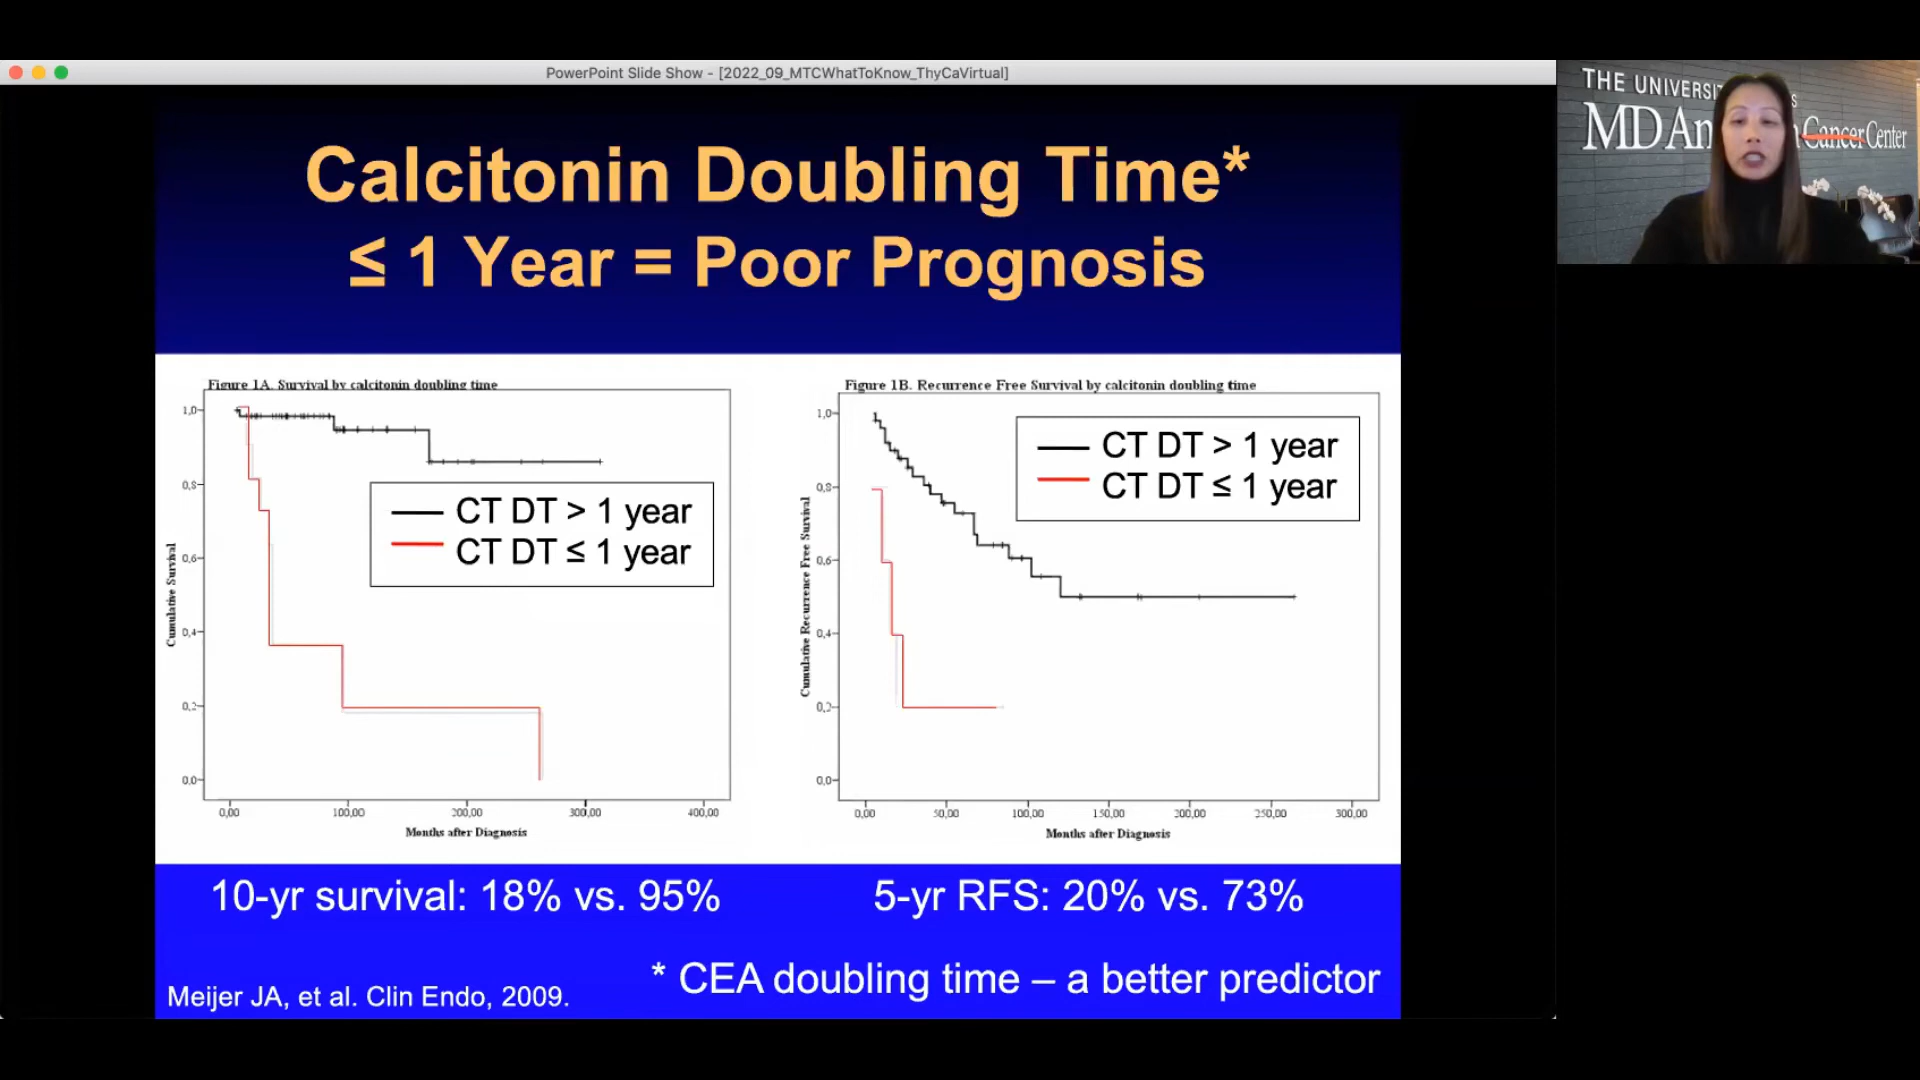 PowerPoint Slide Show - [2022_09_MTCWhatToKnow_ThyCaVirtual]
THE UNIVERSI S
MD An Cancer Center
Calcitonin Doubling Time*
≤ 1 Year = Poor Prognosis
Figure 1A. Survival by calcitonin doubling time
1,0
0,8
0,6
0,4
0,2
0,0
Cumulative Survival
CT DT > 1 year
CT DT ≤ 1 year
0,00 100,00 200,00 300,00 400,00
Months after Diagnosis
Figure 1B. Recurrence Free Survival by calcitonin doubling time
1,0
0,8
0,6
0,4
0,2
0,0
Cumulative Recurrence Free Survival
CT DT > 1 year
CT DT ≤ 1 year
0,00 50,00 100,00 150,00 200,00 250,00 300,00
Months after Diagnosis
10-yr survival: 18% vs. 95%
5-yr RFS: 20% vs. 73%
* CEA doubling time – a better predictor
Meijer JA, et al. Clin Endo, 2009.